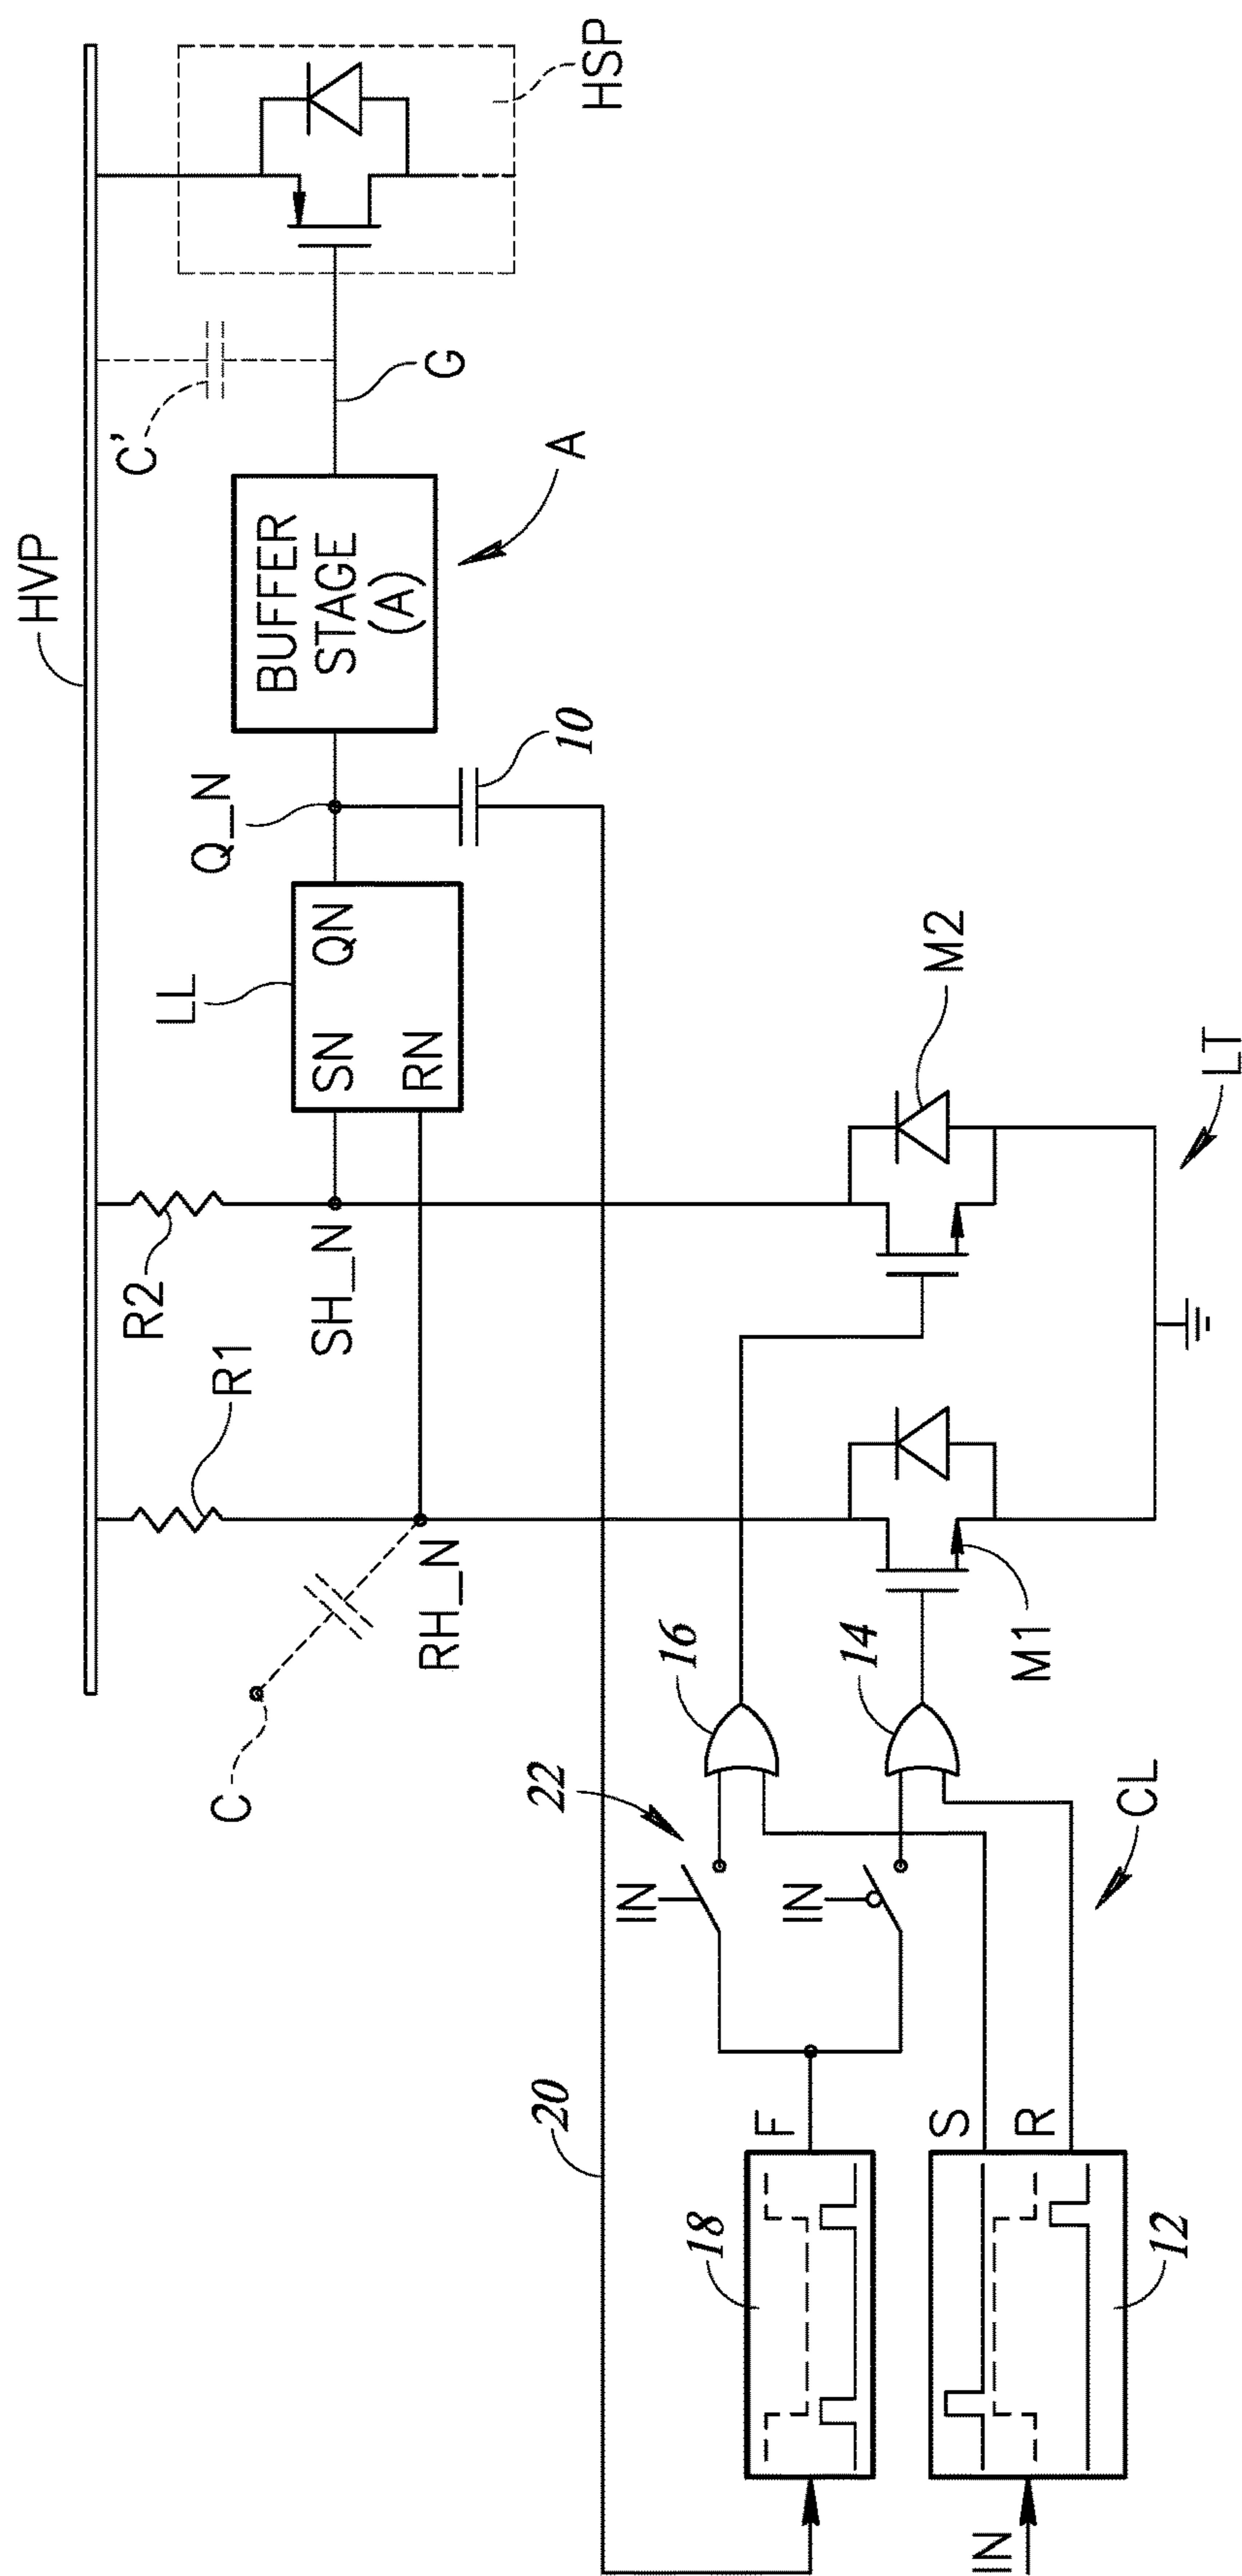 HVP
HSP
C'
G
BUFFER
STAGE
(A)
A
Q_N
10
LL
SN QN
RN
R2
SH_N
R1
RH_N
C
M2
LT
M1
16
14
22
IN
IN
CL
20
F
S
R
18
12
IN